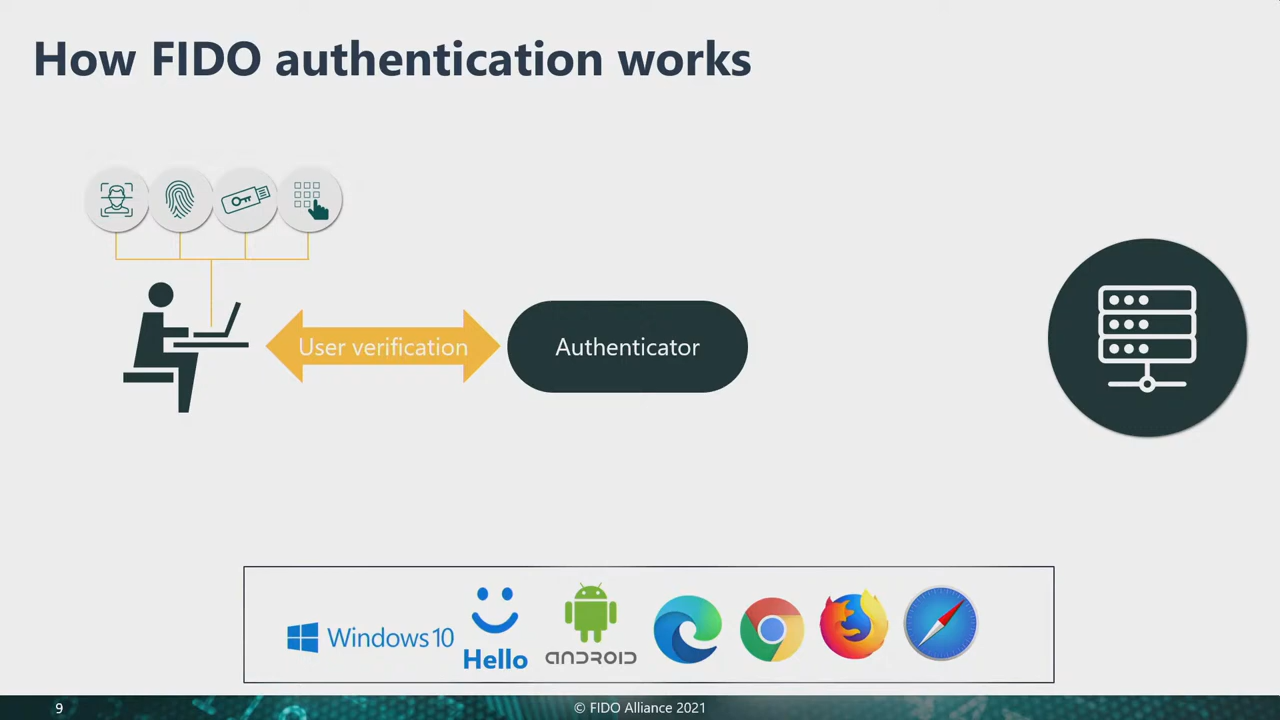 How FIDO authentication works
User verification
Authenticator
Windows 10
Hello
ANDROID
9
© FIDO Alliance 2021